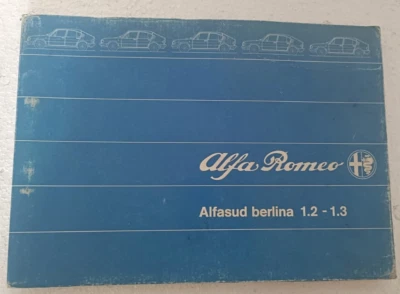 Alfa Romeo
Alfasud berlina 1.2 - 1.3